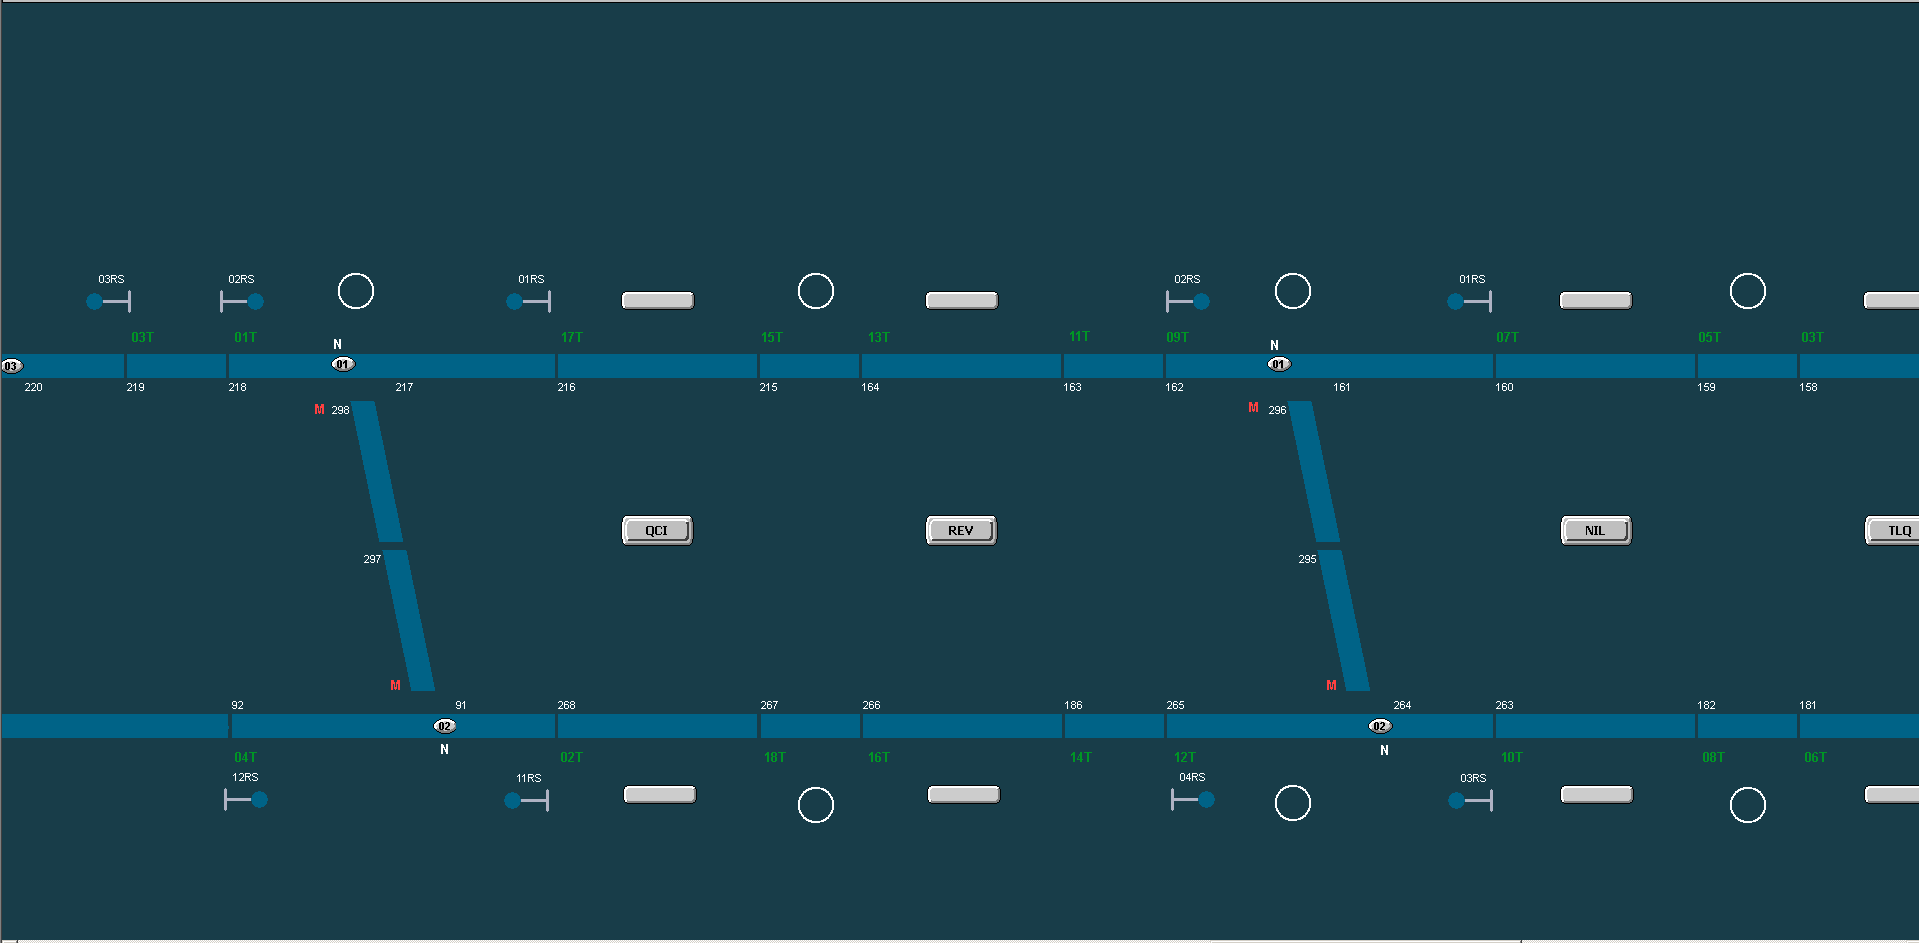 03RS 02RS 01RS 02RS 01RS
03T 01T 17T 15T 13T 11T 09T 07T 05T 03T
N N
03 01 01
220 219 218 217 216 215 164 163 162 161 160 159 158
M 298 M 296
QCI REV NIL TLQ
297 295
M M
92 91 268 267 266 186 265 264 263 182 181
02 02
N N
04T 02T 18T 16T 14T 12T 10T 08T 06T
12RS 11RS 04RS 03RS